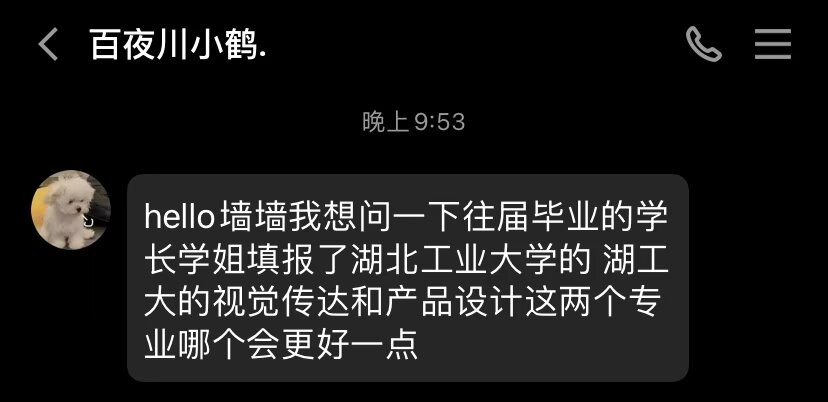 百夜川小鹤.
晚上 9:53
hello墙墙我想问一下往届毕业的学
长学姐填报了湖北工业大学的 湖工
大的视觉传达和产品设计这两个专
业哪个会更好一点